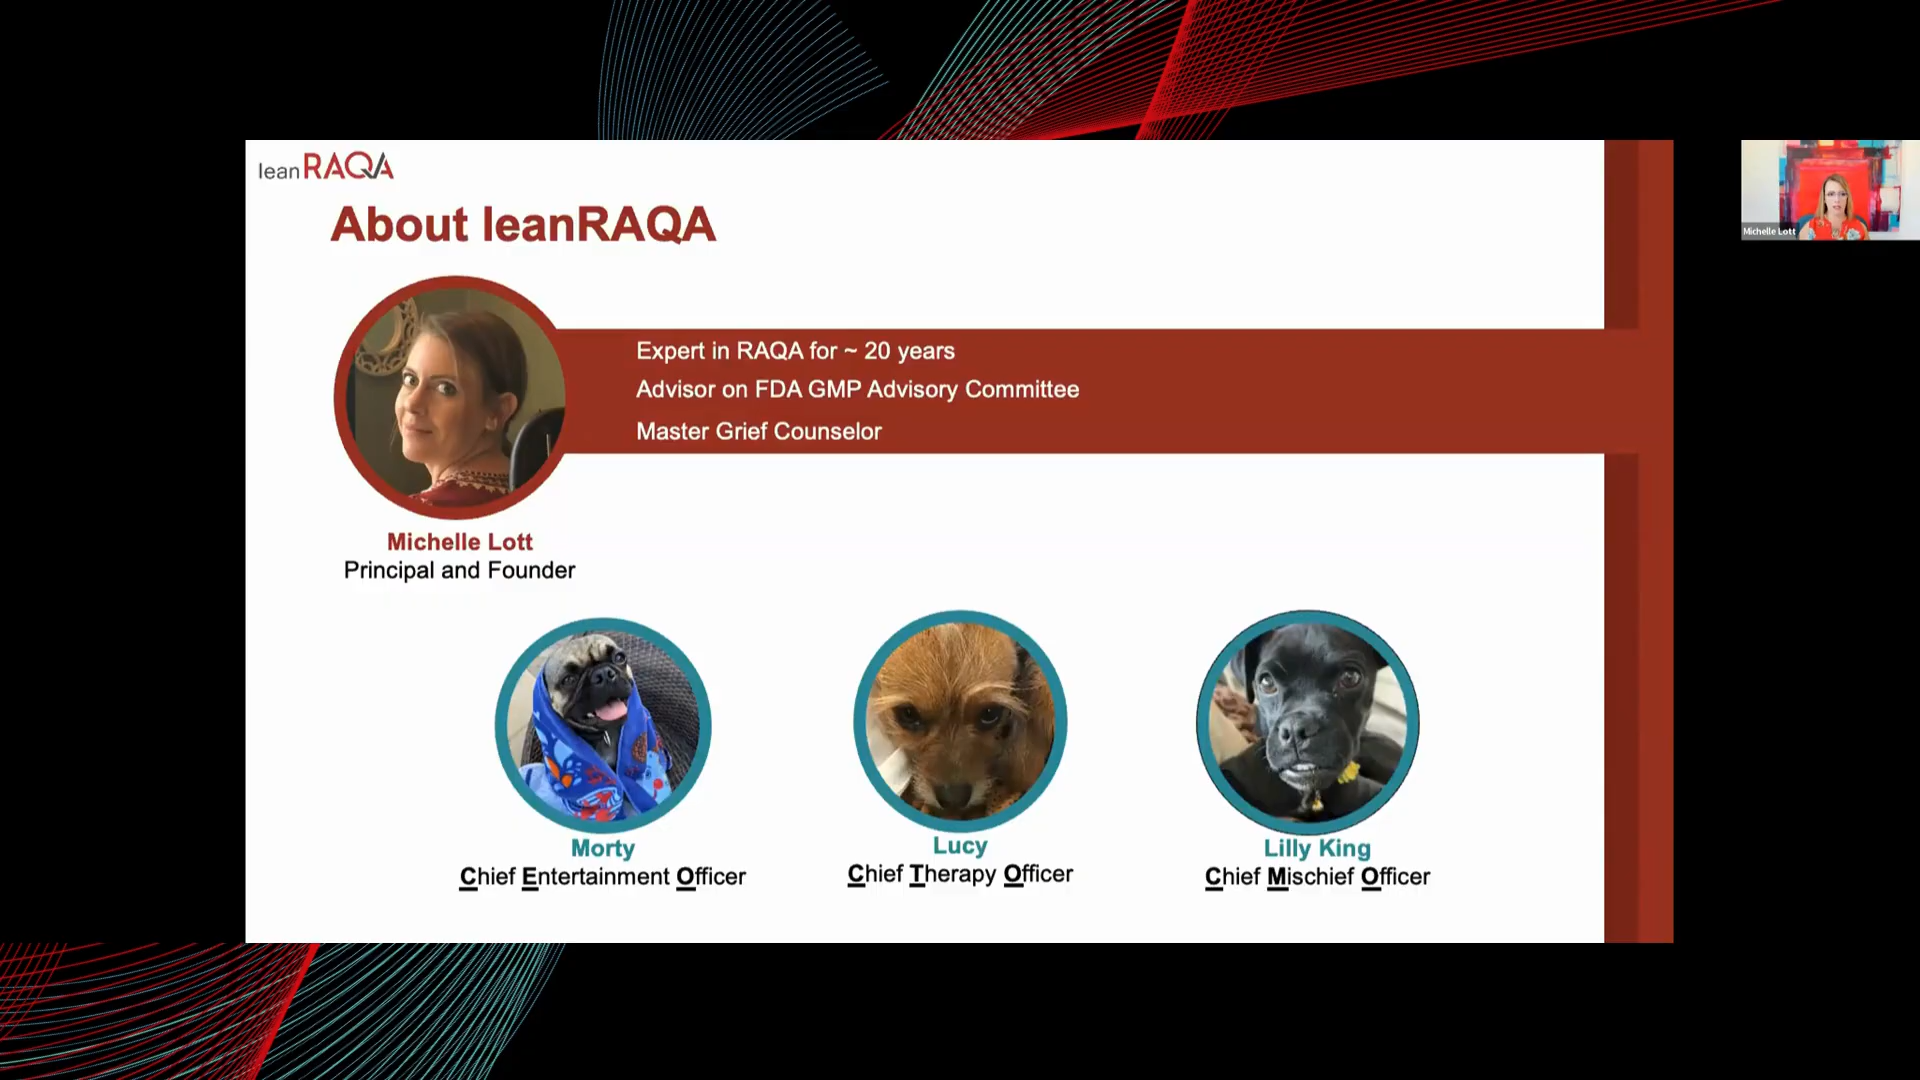 leanRAQA
About leanRAQA
Michelle Lott
Expert in RAQA for ~ 20 years
Advisor on FDA GMP Advisory Committee
Master Grief Counselor
Michelle Lott
Principal and Founder
Morty
Chief Entertainment Officer
Lucy
Chief Therapy Officer
Lilly King
Chief Mischief Officer